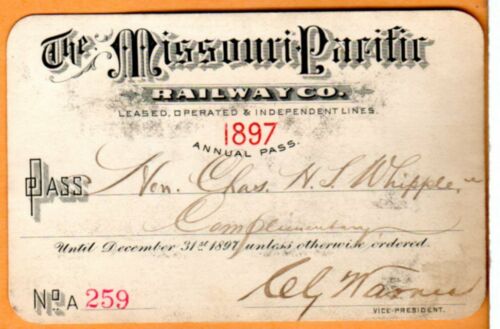 The Missouri Pacific
RAILWAY CO.
LEASED, OPERATED & INDEPENDENT LINES.
1897
ANNUAL PASS.
PASS Hon. Chas. H. S. Whipple
Complimentary
Until December 31st 1897, unless otherwise ordered.
No. A 259
C G Warner
VICE-PRESIDENT.